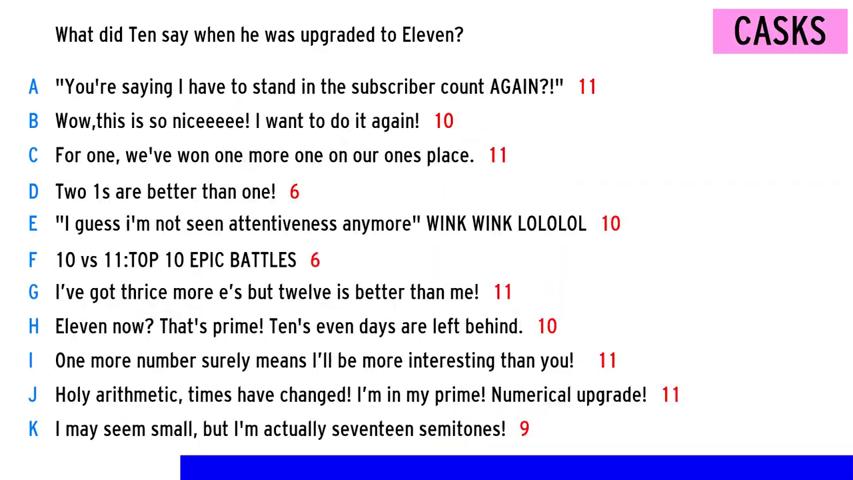 What did Ten say when he was upgraded to Eleven?
CASKS
A "You're saying I have to stand in the subscriber count AGAIN?!" 11
B Wow,this is so niceeeee! I want to do it again! 10
C For one, we've won one more one on our ones place. 11
D Two 1s are better than one! 6
E "I guess i'm not seen attentiveness anymore" WINK WINK LOLOLOL 10
F 10 vs 11:TOP 10 EPIC BATTLES 6
G I've got thrice more e's but twelve is better than me! 11
H Eleven now? That's prime! Ten's even days are left behind. 10
I One more number surely means I'll be more interesting than you! 11
J Holy arithmetic, times have changed! I'm in my prime! Numerical upgrade! 11
K I may seem small, but I'm actually seventeen semitones! 9